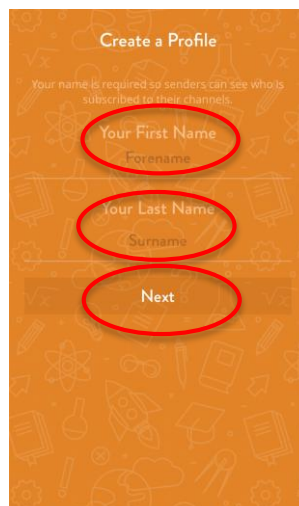 Create a Profile
Your name is required so senders can see who is
subscribed to their channels.
Your First Name
Forename
Your Last Name
Surname
Next